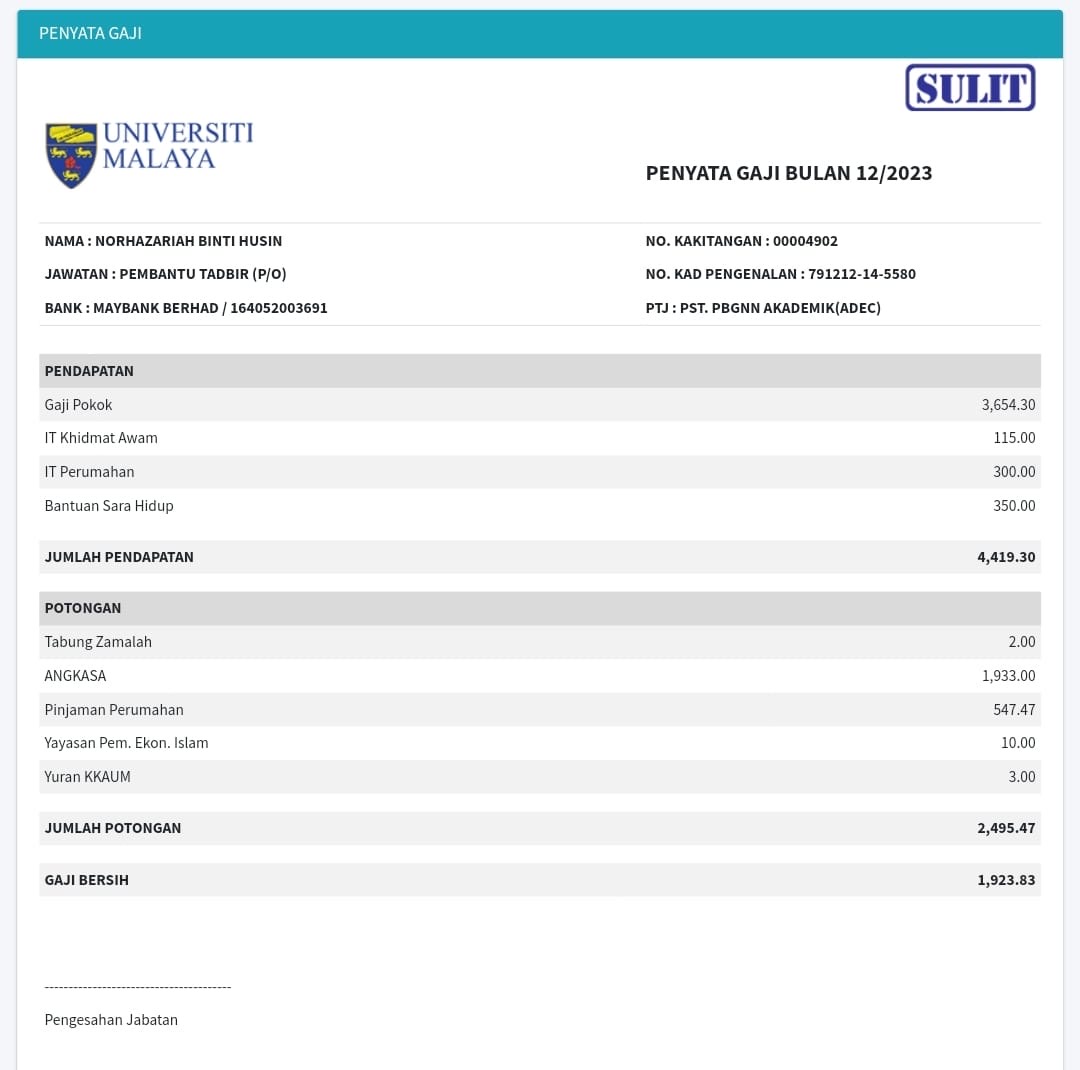 PENYATA GAJI
SULIT
UNIVERSITI
MALAYA
PENYATA GAJI BULAN 12/2023
NAMA : NORHAZARIAH BINTI HUSIN NO. KAKITANGAN : 00004902
JAWATAN : PEMBANTU TADBIR (P/O) NO. KAD PENGENALAN : 791212-14-5580
BANK : MAYBANK BERHAD / 164052003691 PTJ : PST. PBGNN AKADEMIK(ADEC)
PENDAPATAN
Gaji Pokok 3,654.30
IT Khidmat Awam 115.00
IT Perumahan 300.00
Bantuan Sara Hidup 350.00
JUMLAH PENDAPATAN 4,419.30
POTONGAN
Tabung Zamalah 2.00
ANGKASA 1,933.00
Pinjaman Perumahan 547.47
Yayasan Pem. Ekon. Islam 10.00
Yuran KKAUM 3.00
JUMLAH POTONGAN 2,495.47
GAJI BERSIH 1,923.83
---------------------------------------
Pengesahan Jabatan